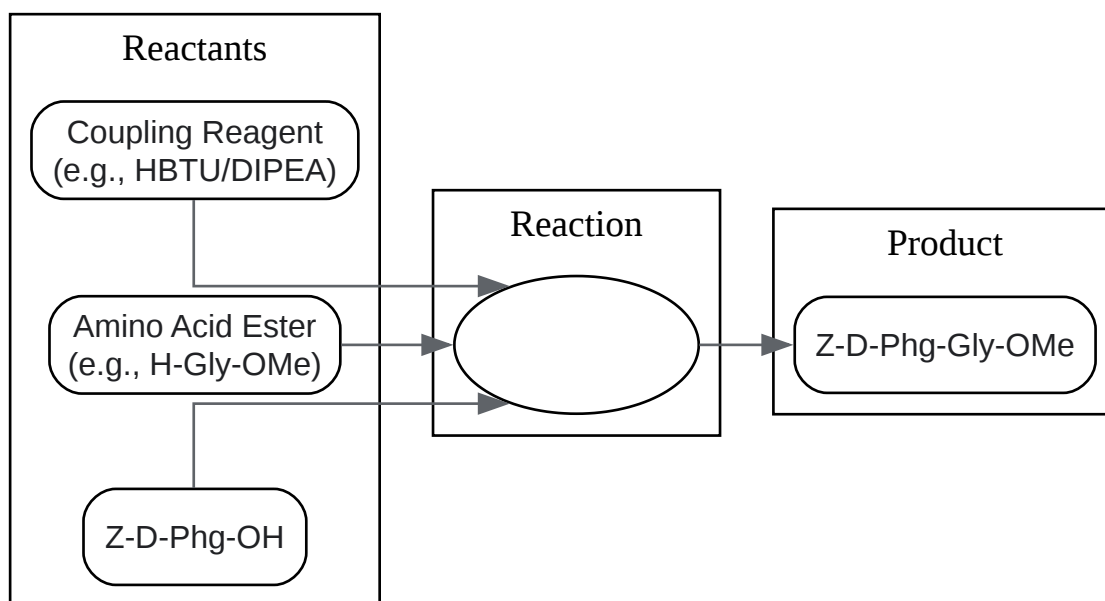 Reactants
Coupling Reagent
(e.g., HBTU/DIPEA)
Amino Acid Ester
(e.g., H-Gly-OMe)
Z-D-Phg-OH
Reaction
Product
Z-D-Phg-Gly-OMe